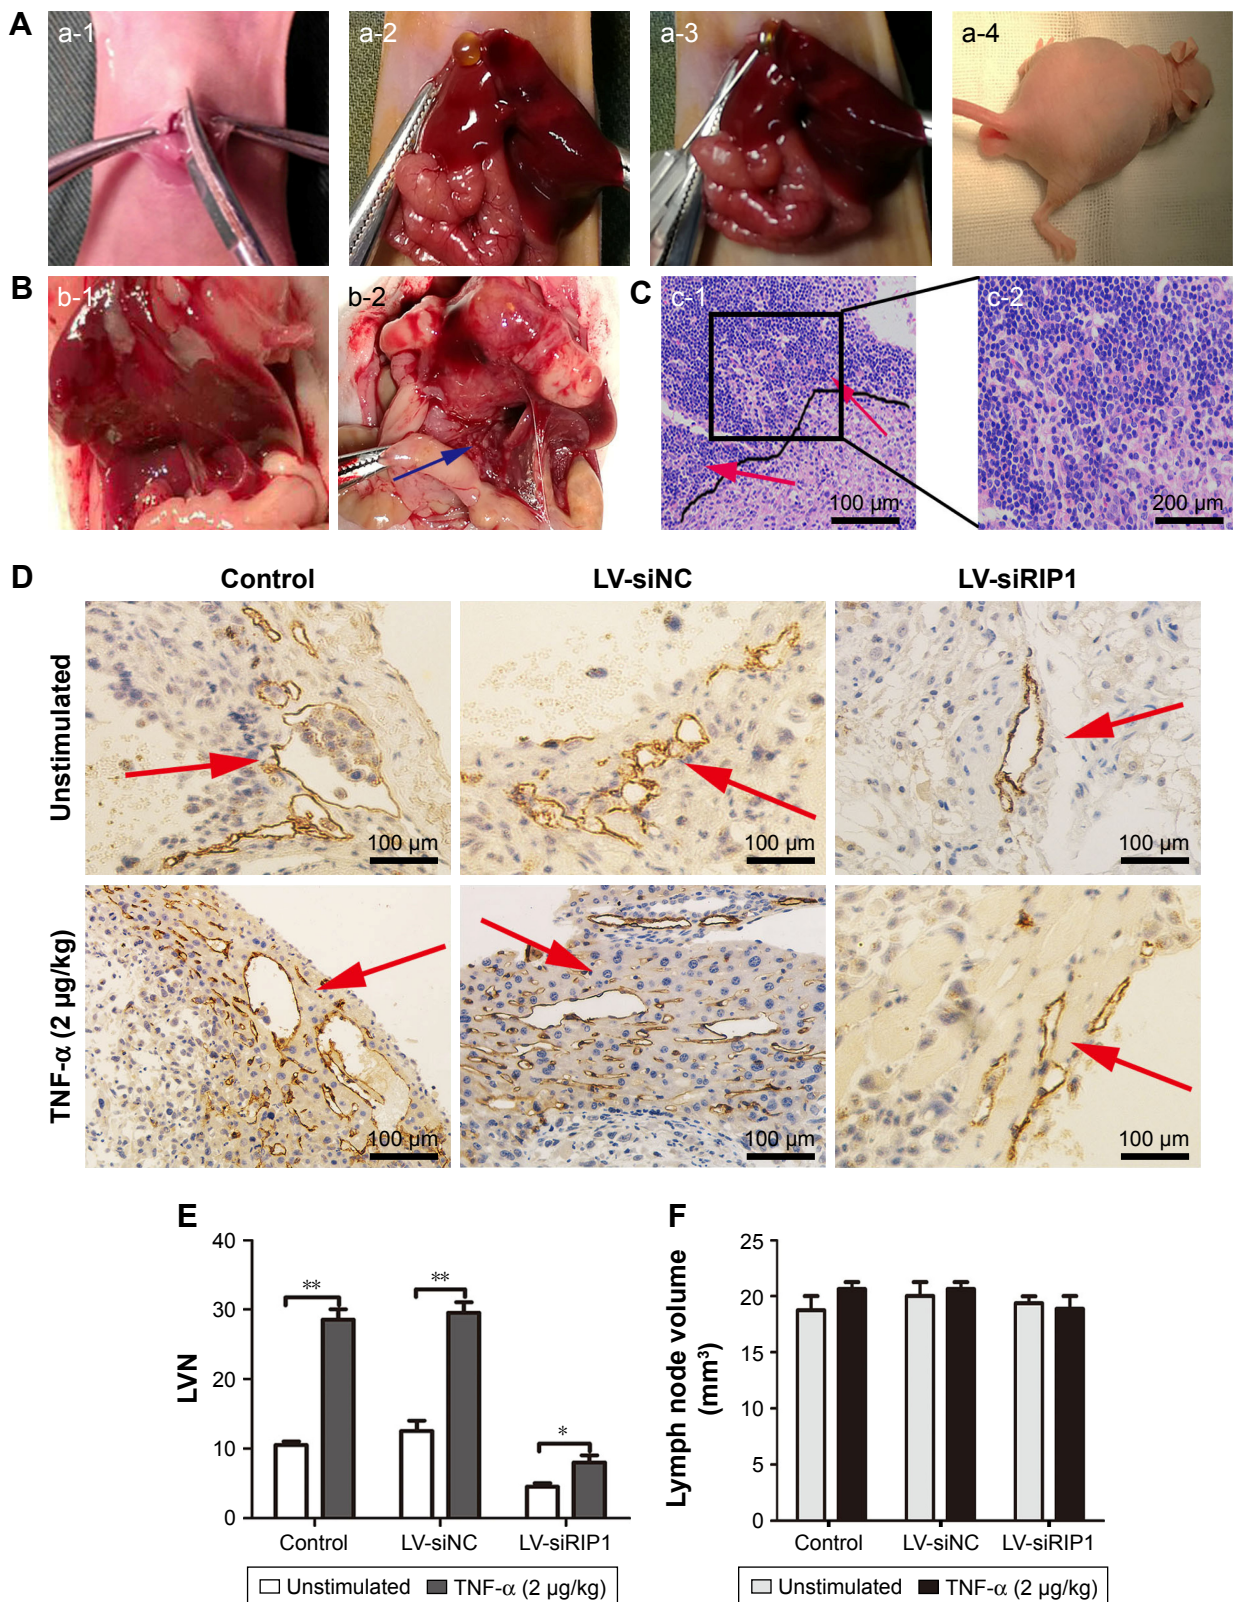 A
a-1
a-2
a-3
a-4
B
b-1
b-2
C
c-1
100 µm
c-2
200 µm
D
Control
LV-siNC
LV-siRIP1
Unstimulated
100 µm
100 µm
100 µm
TNF-α (2 µg/kg)
100 µm
100 µm
100 µm
E
LVN
40
30
20
10
0
**
**
*
Control
LV-siNC
LV-siRIP1
Unstimulated
TNF-α (2 µg/kg)
F
Lymph node volume
(mm³)
25
20
15
10
5
0
Control
LV-siNC
LV-siRIP1
Unstimulated
TNF-α (2 µg/kg)